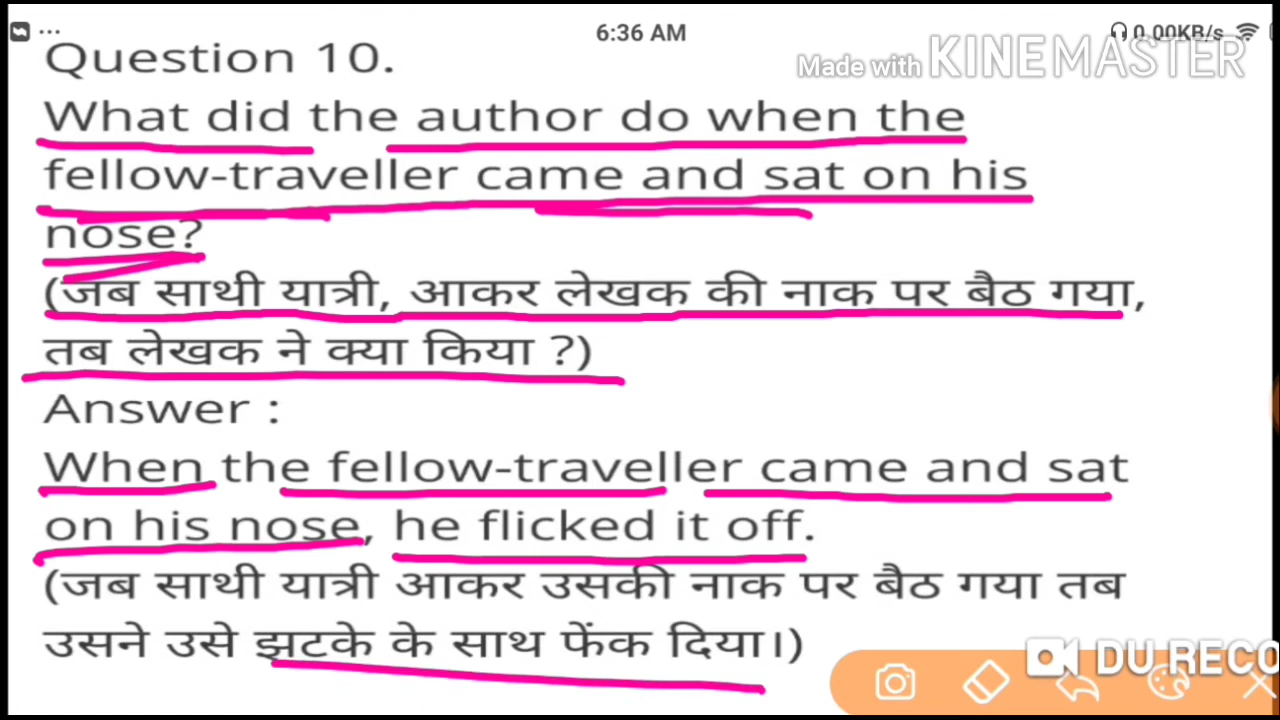 ... 6:36 AM 0.00KB/s
Question 10.
Made with KINEMASTER
What did the author do when the
fellow-traveller came and sat on his
nose?
(जब साथी यात्री, आकर लेखक की नाक पर बैठ गया,
तब लेखक ने क्या किया ?)
Answer :
When the fellow-traveller came and sat
on his nose, he flicked it off.
(जब साथी यात्री आकर उसकी नाक पर बैठ गया तब
उसने उसे झटके के साथ फेंक दिया।)
DU RECO